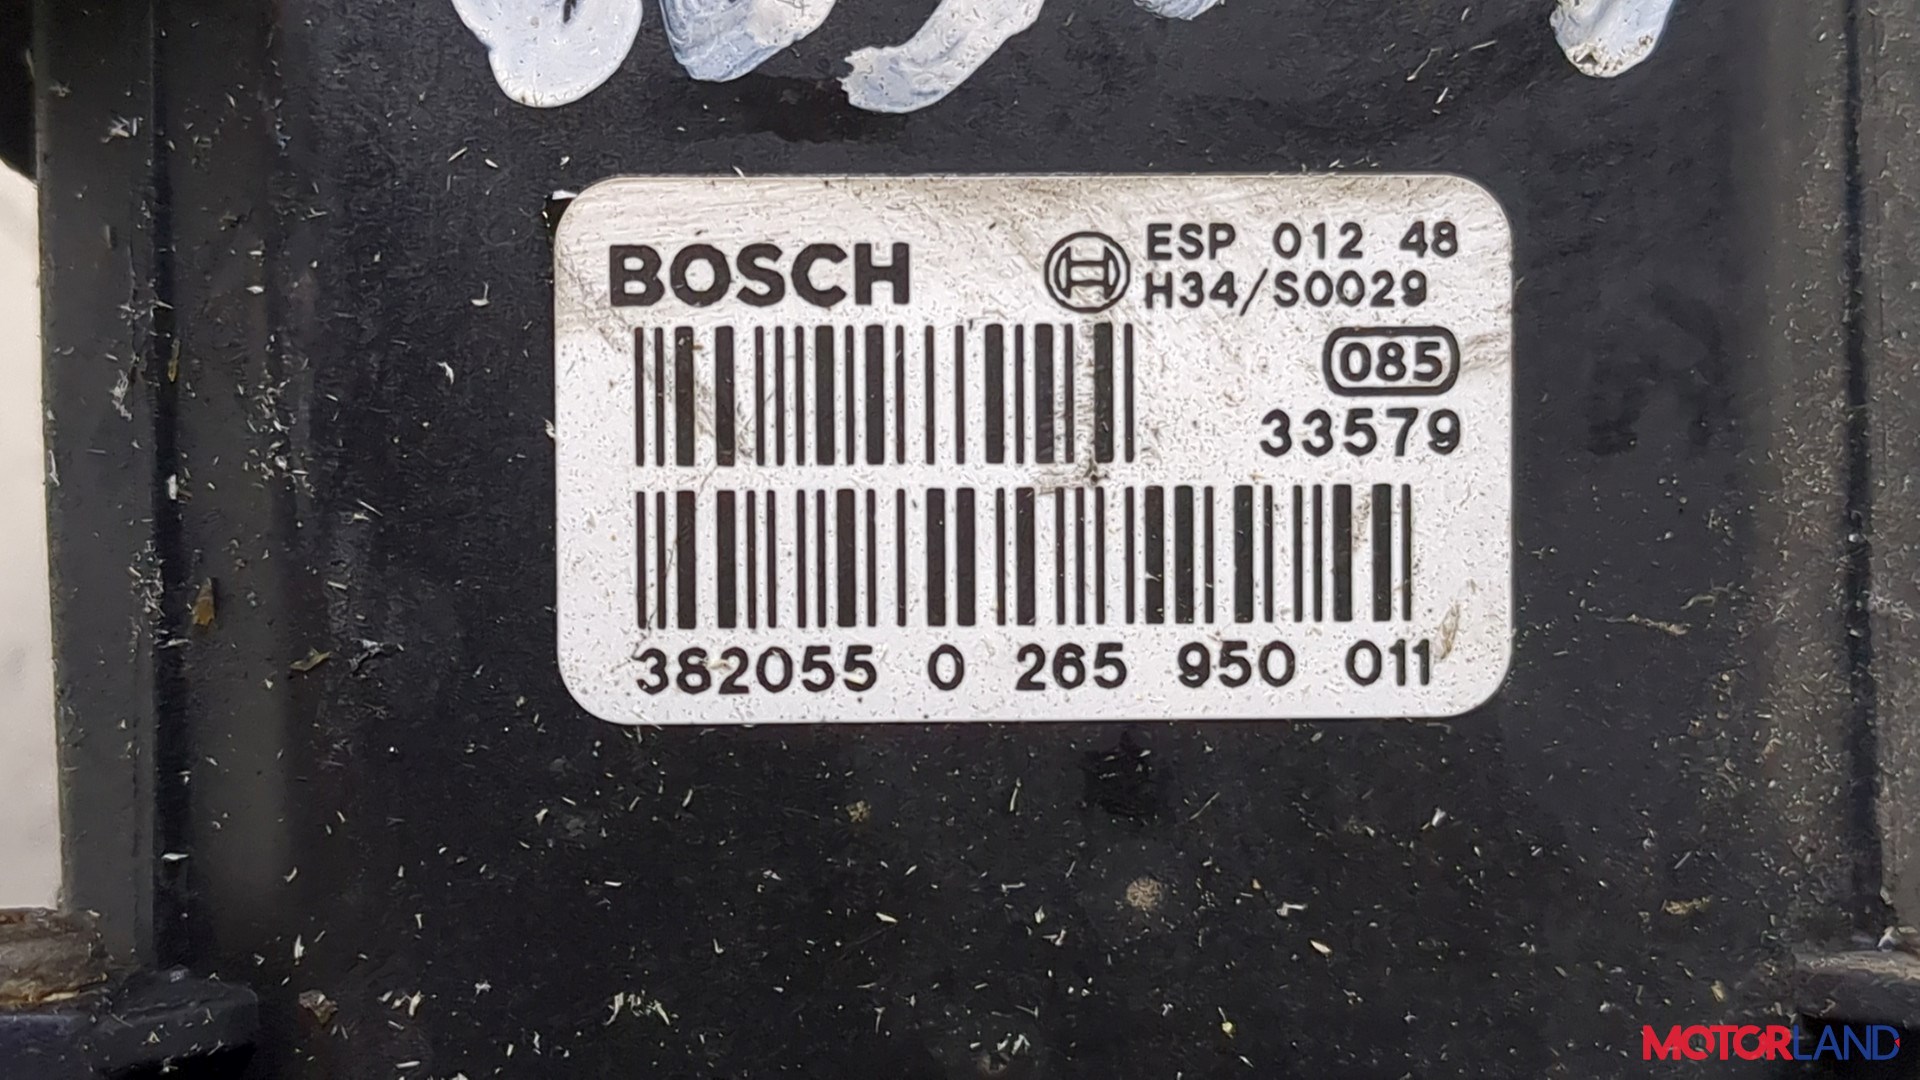 BOSCH
ESP 012 48
H34/S0029
085
33579
382055 0 265 950 011
MOTORLAND